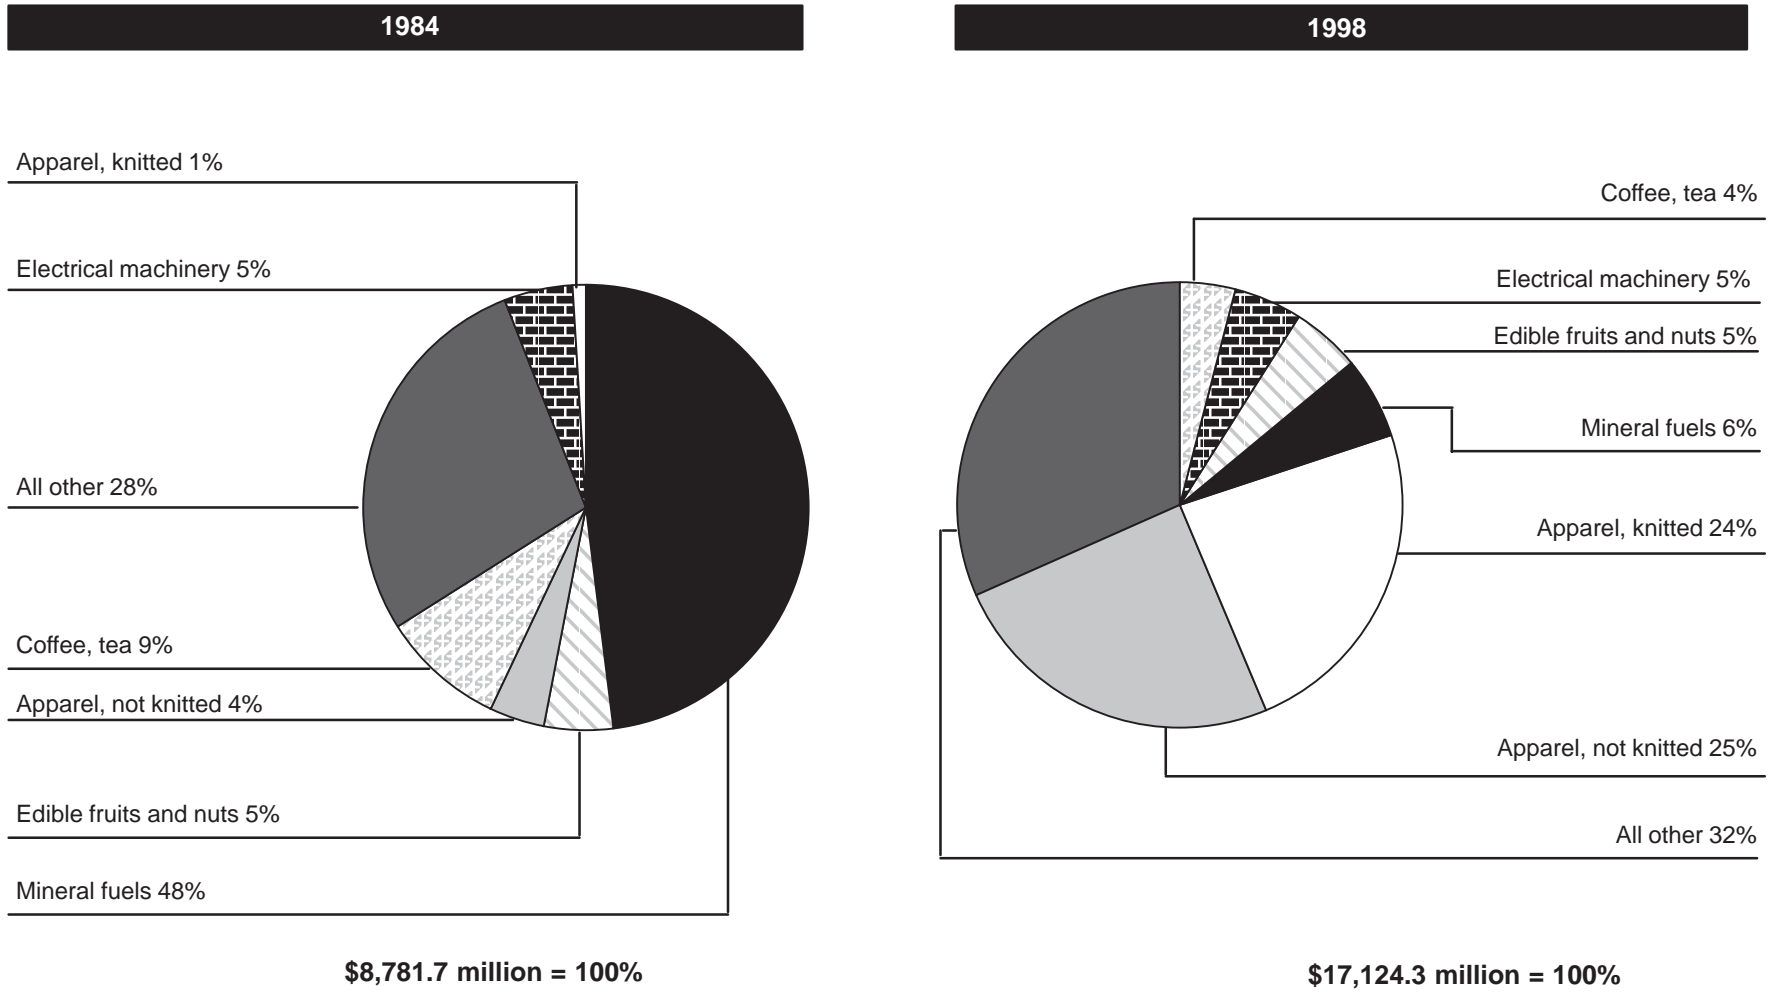 1984
Apparel, knitted 1%
Electrical machinery 5%
All other 28%
Coffee, tea 9%
Apparel, not knitted 4%
Edible fruits and nuts 5%
Mineral fuels 48%
$8,781.7 million = 100%
1998
Coffee, tea 4%
Electrical machinery 5%
Edible fruits and nuts 5%
Mineral fuels 6%
Apparel, knitted 24%
Apparel, not knitted 25%
All other 32%
$17,124.3 million = 100%